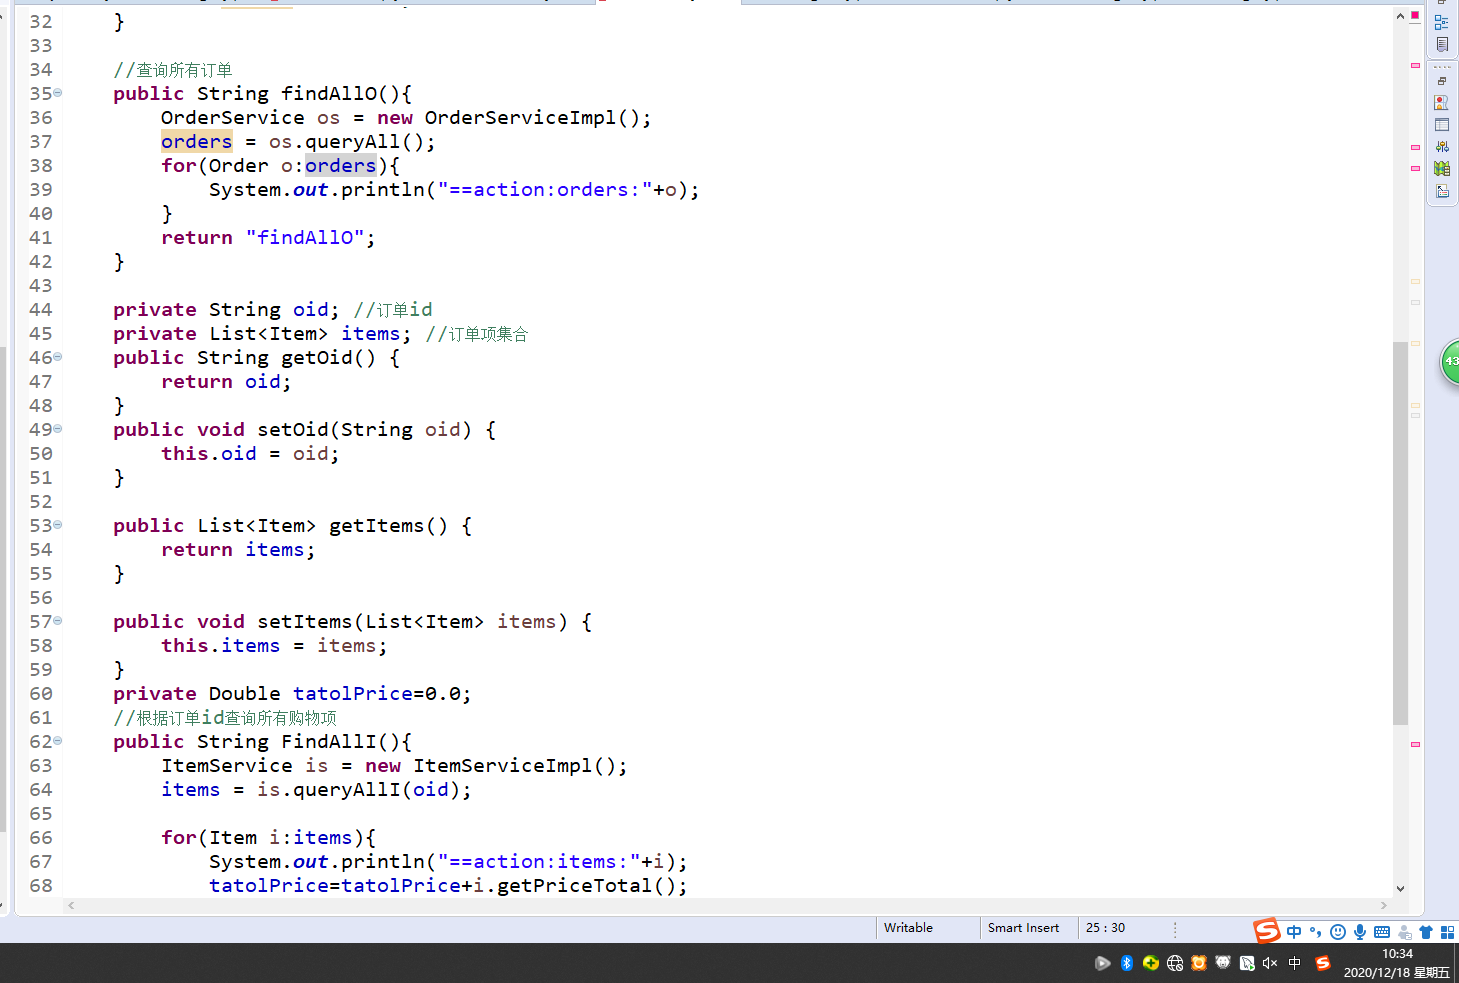 32 }
33
34 //查询所有订单
35 public String findAllO(){
36 OrderService os = new OrderServiceImpl();
37 orders = os.queryAll();
38 for(Order o:orders){
39 System.out.println("==action:orders:"+o);
40 }
41 return "findAllO";
42 }
43
44 private String oid; //订单id
45 private List<Item> items; //订单项集合
46 public String getOid() {
47 return oid;
48 }
49 public void setOid(String oid) {
50 this.oid = oid;
51 }
52
53 public List<Item> getItems() {
54 return items;
55 }
56
57 public void setItems(List<Item> items) {
58 this.items = items;
59 }
60 private Double tatolPrice=0.0;
61 //根据订单id查询所有购物项
62 public String FindAllI(){
63 ItemService is = new ItemServiceImpl();
64 items = is.queryAllI(oid);
65
66 for(Item i:items){
67 System.out.println("==action:items:"+i);
68 tatolPrice=tatolPrice+i.getPriceTotal();
43
Writable Smart Insert 25 : 30
S 中
中 S
10:34
2020/12/18 星期五